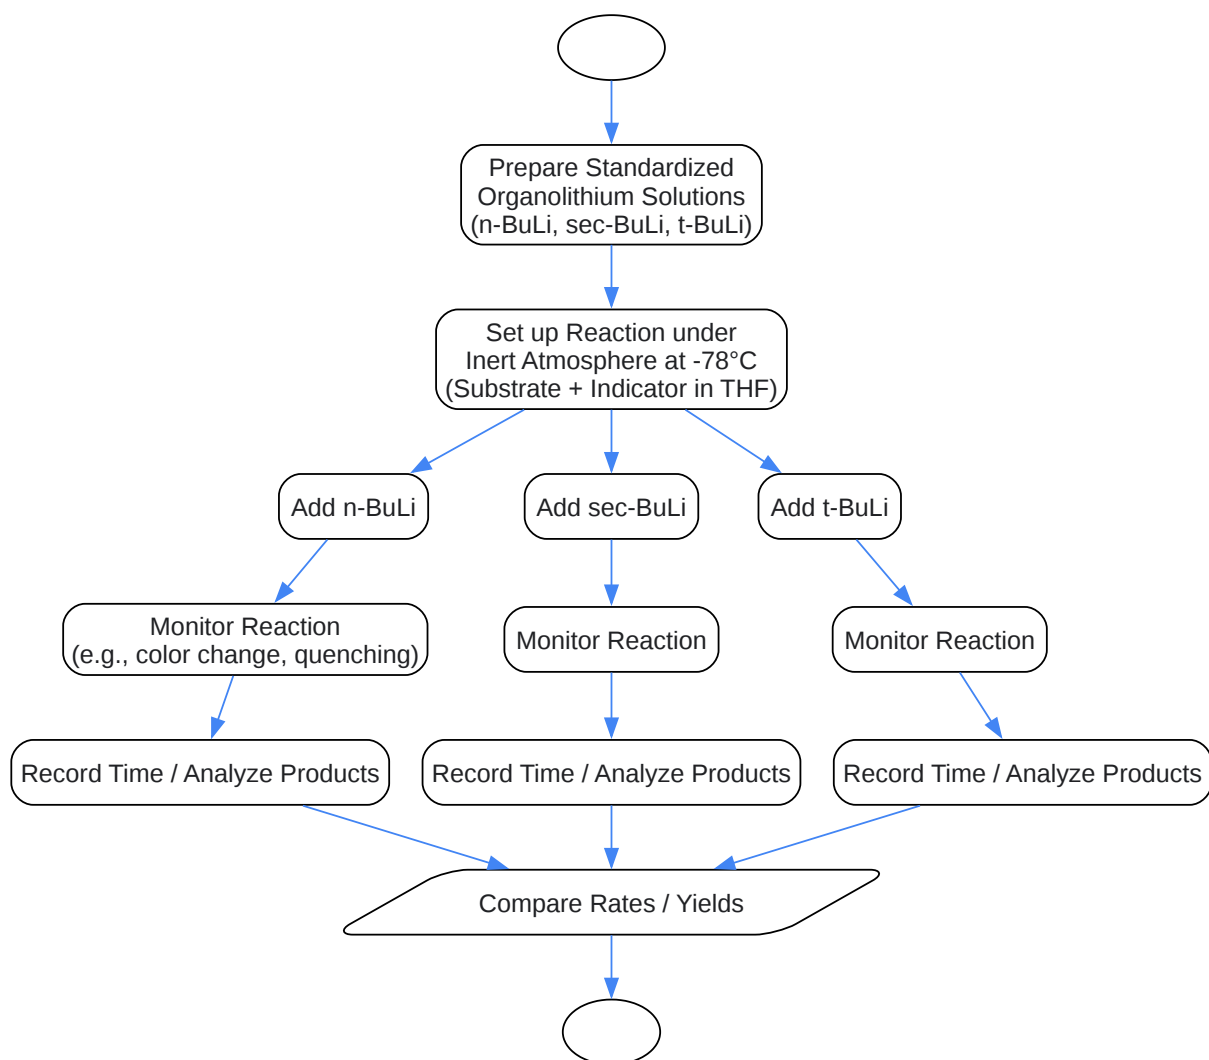 Prepare Standardized
Organolithium Solutions
(n-BuLi, sec-BuLi, t-BuLi)
Set up Reaction under
Inert Atmosphere at -78°C
(Substrate + Indicator in THF)
Add n-BuLi
Add sec-BuLi
Add t-BuLi
Monitor Reaction
(e.g., color change, quenching)
Monitor Reaction
Monitor Reaction
Record Time / Analyze Products
Record Time / Analyze Products
Record Time / Analyze Products
Compare Rates / Yields